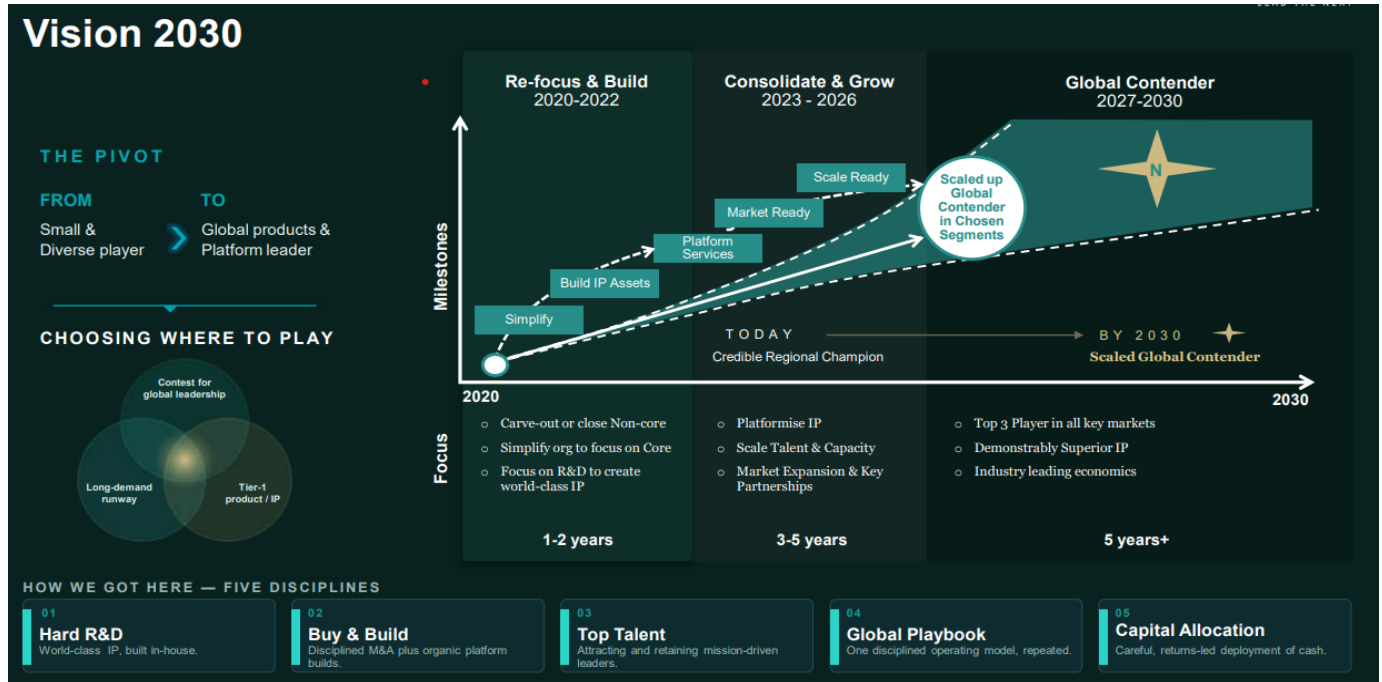 LEAD THE NEXT
Vision 2030
THE PIVOT
FROM
TO
Small &
Diverse player
Global products &
Platform leader
CHOOSING WHERE TO PLAY
Contest for
global leadership
Long-demand
runway
Tier-1
product / IP
Re-focus & Build
2020-2022
Consolidate & Grow
2023 - 2026
Global Contender
2027-2030
Milestones
Simplify
Build IP Assets
Platform
Services
Market Ready
Scale Ready
Scaled up
Global
Contender
in Chosen
Segments
N
TODAY
Credible Regional Champion
BY 2030
Scaled Global Contender
2020
2030
Focus
○ Carve-out or close Non-core
○ Simplify org to focus on Core
○ Focus on R&D to create
world-class IP
1-2 years
○ Platformise IP
○ Scale Talent & Capacity
○ Market Expansion & Key
Partnerships
3-5 years
○ Top 3 Player in all key markets
○ Demonstrably Superior IP
○ Industry leading economics
5 years+
HOW WE GOT HERE — FIVE DISCIPLINES
01
Hard R&D
World-class IP, built in-house.
02
Buy & Build
Disciplined M&A plus organic platform
builds.
03
Top Talent
Attracting and retaining mission-driven
leaders.
04
Global Playbook
One disciplined operating model, repeated.
05
Capital Allocation
Careful, returns-led deployment of cash.